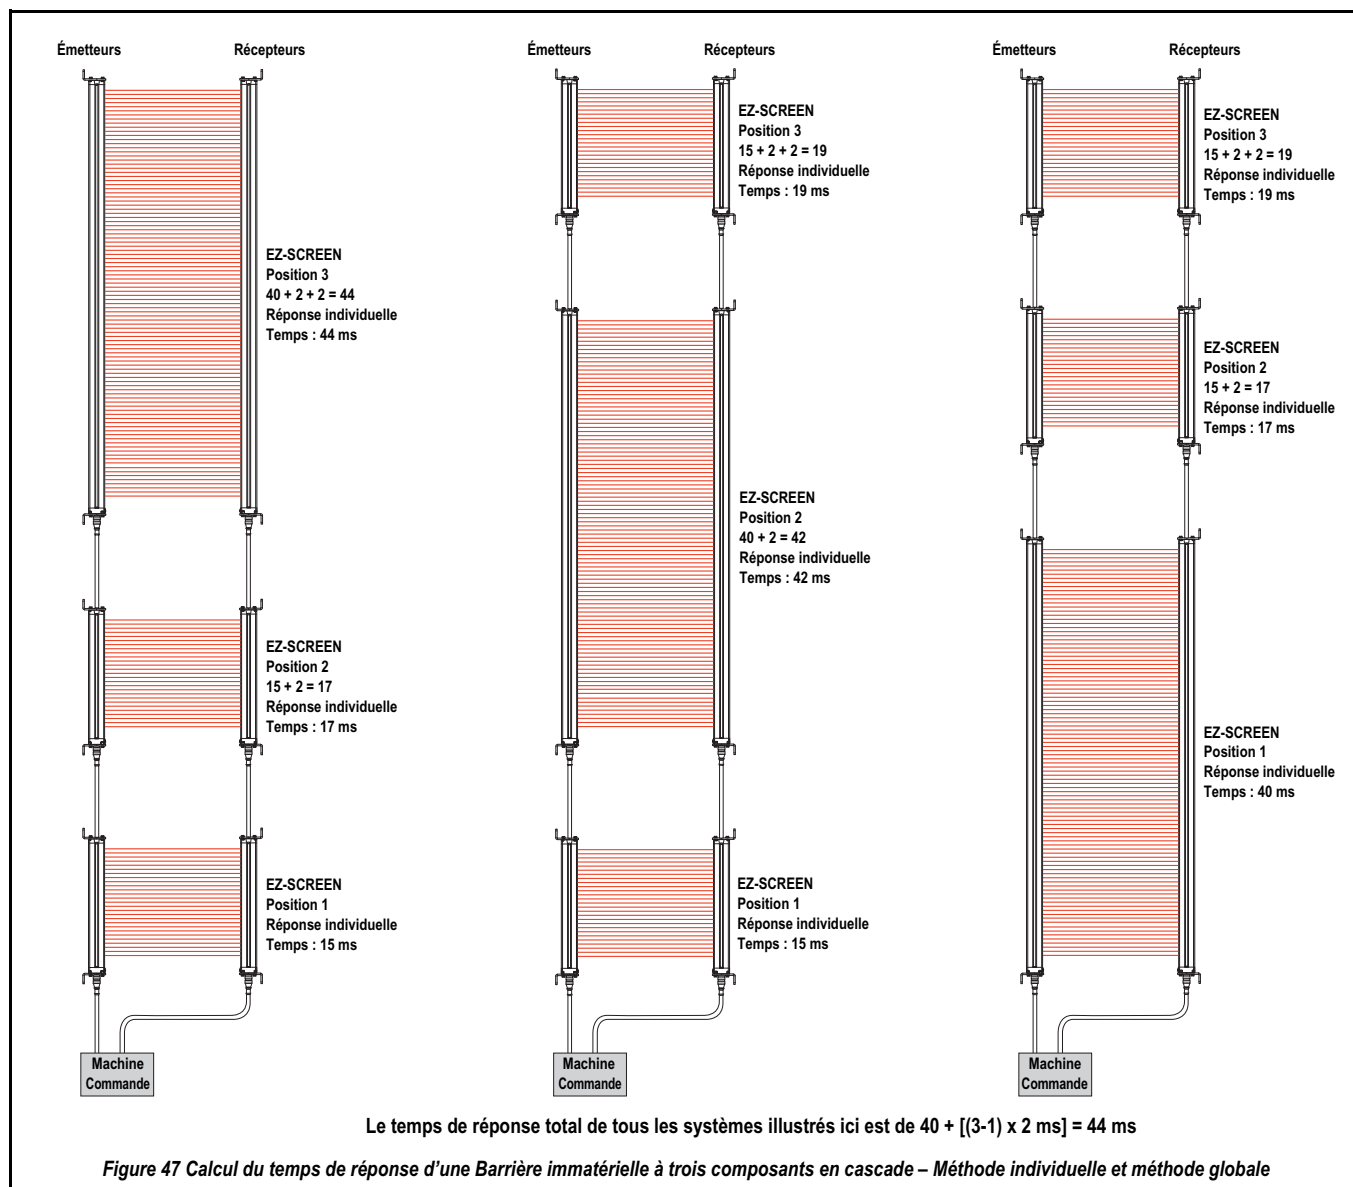 Émetteurs
Récepteurs
EZ-SCREEN
Position 3
40 + 2 + 2 = 44
Réponse individuelle
Temps : 44 ms
EZ-SCREEN
Position 2
15 + 2 = 17
Réponse individuelle
Temps : 17 ms
EZ-SCREEN
Position 1
Réponse individuelle
Temps : 15 ms
Machine
Commande
Émetteurs
Récepteurs
EZ-SCREEN
Position 3
15 + 2 + 2 = 19
Réponse individuelle
Temps : 19 ms
EZ-SCREEN
Position 2
40 + 2 = 42
Réponse individuelle
Temps : 42 ms
EZ-SCREEN
Position 1
Réponse individuelle
Temps : 15 ms
Machine
Commande
Émetteurs
Récepteurs
EZ-SCREEN
Position 3
15 + 2 + 2 = 19
Réponse individuelle
Temps : 19 ms
EZ-SCREEN
Position 2
15 + 2 = 17
Réponse individuelle
Temps : 17 ms
EZ-SCREEN
Position 1
Réponse individuelle
Temps : 40 ms
Machine
Commande
Le temps de réponse total de tous les systèmes illustrés ici est de 40 + [(3-1) x 2 ms] = 44 ms
Figure 47 Calcul du temps de réponse d’une Barrière immatérielle à trois composants en cascade – Méthode individuelle et méthode globale